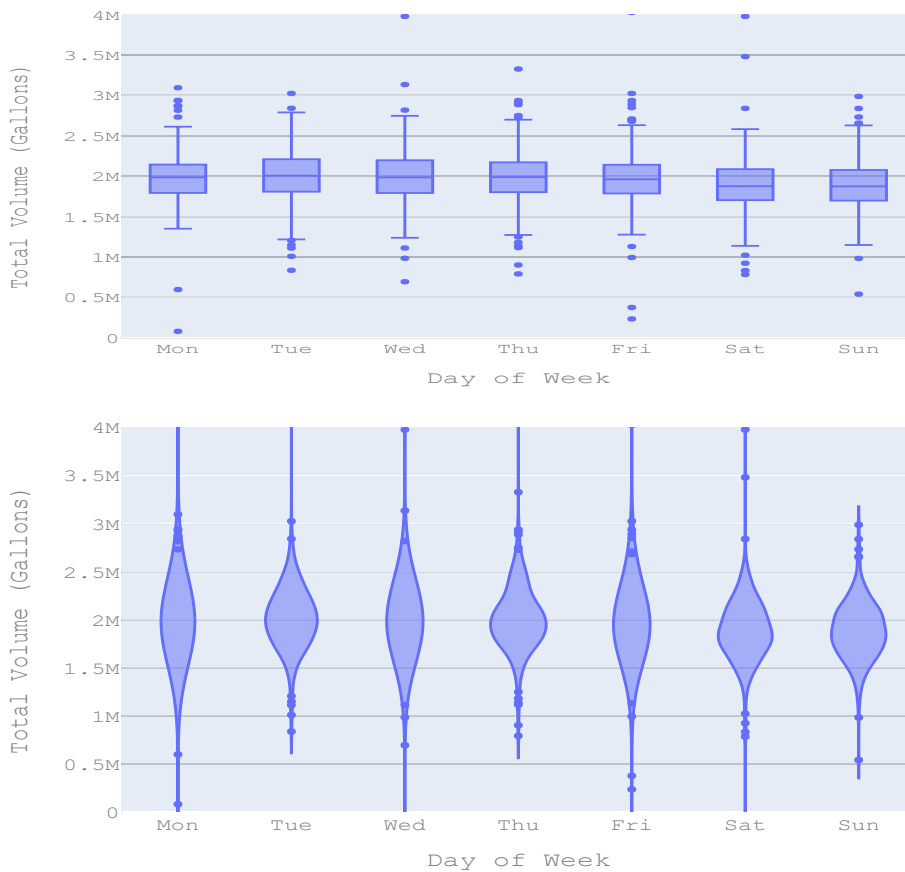 4M
3.5M
3M
2.5M
2M
1.5M
1M
0.5M
0
Total Volume (Gallons)
Mon Tue Wed Thu Fri Sat Sun
Day of Week
4M
3.5M
3M
2.5M
2M
1.5M
1M
0.5M
0
Total Volume (Gallons)
Mon Tue Wed Thu Fri Sat Sun
Day of Week